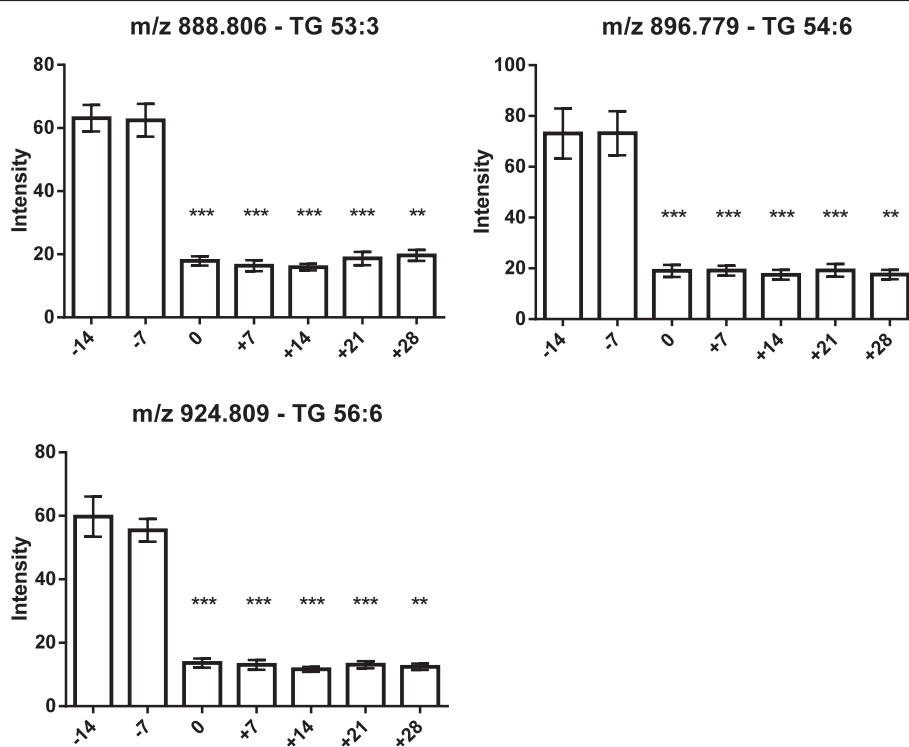 m/z 888.806 - TG 53:3
80
60
40
20
0
Intensity
*** *** *** *** **
-14 -7 0 +7 +14 +21 +28
m/z 896.779 - TG 54:6
100
80
60
40
20
0
Intensity
*** *** *** *** **
-14 -7 0 +7 +14 +21 +28
m/z 924.809 - TG 56:6
80
60
40
20
0
Intensity
*** *** *** *** **
-14 -7 0 +7 +14 +21 +28